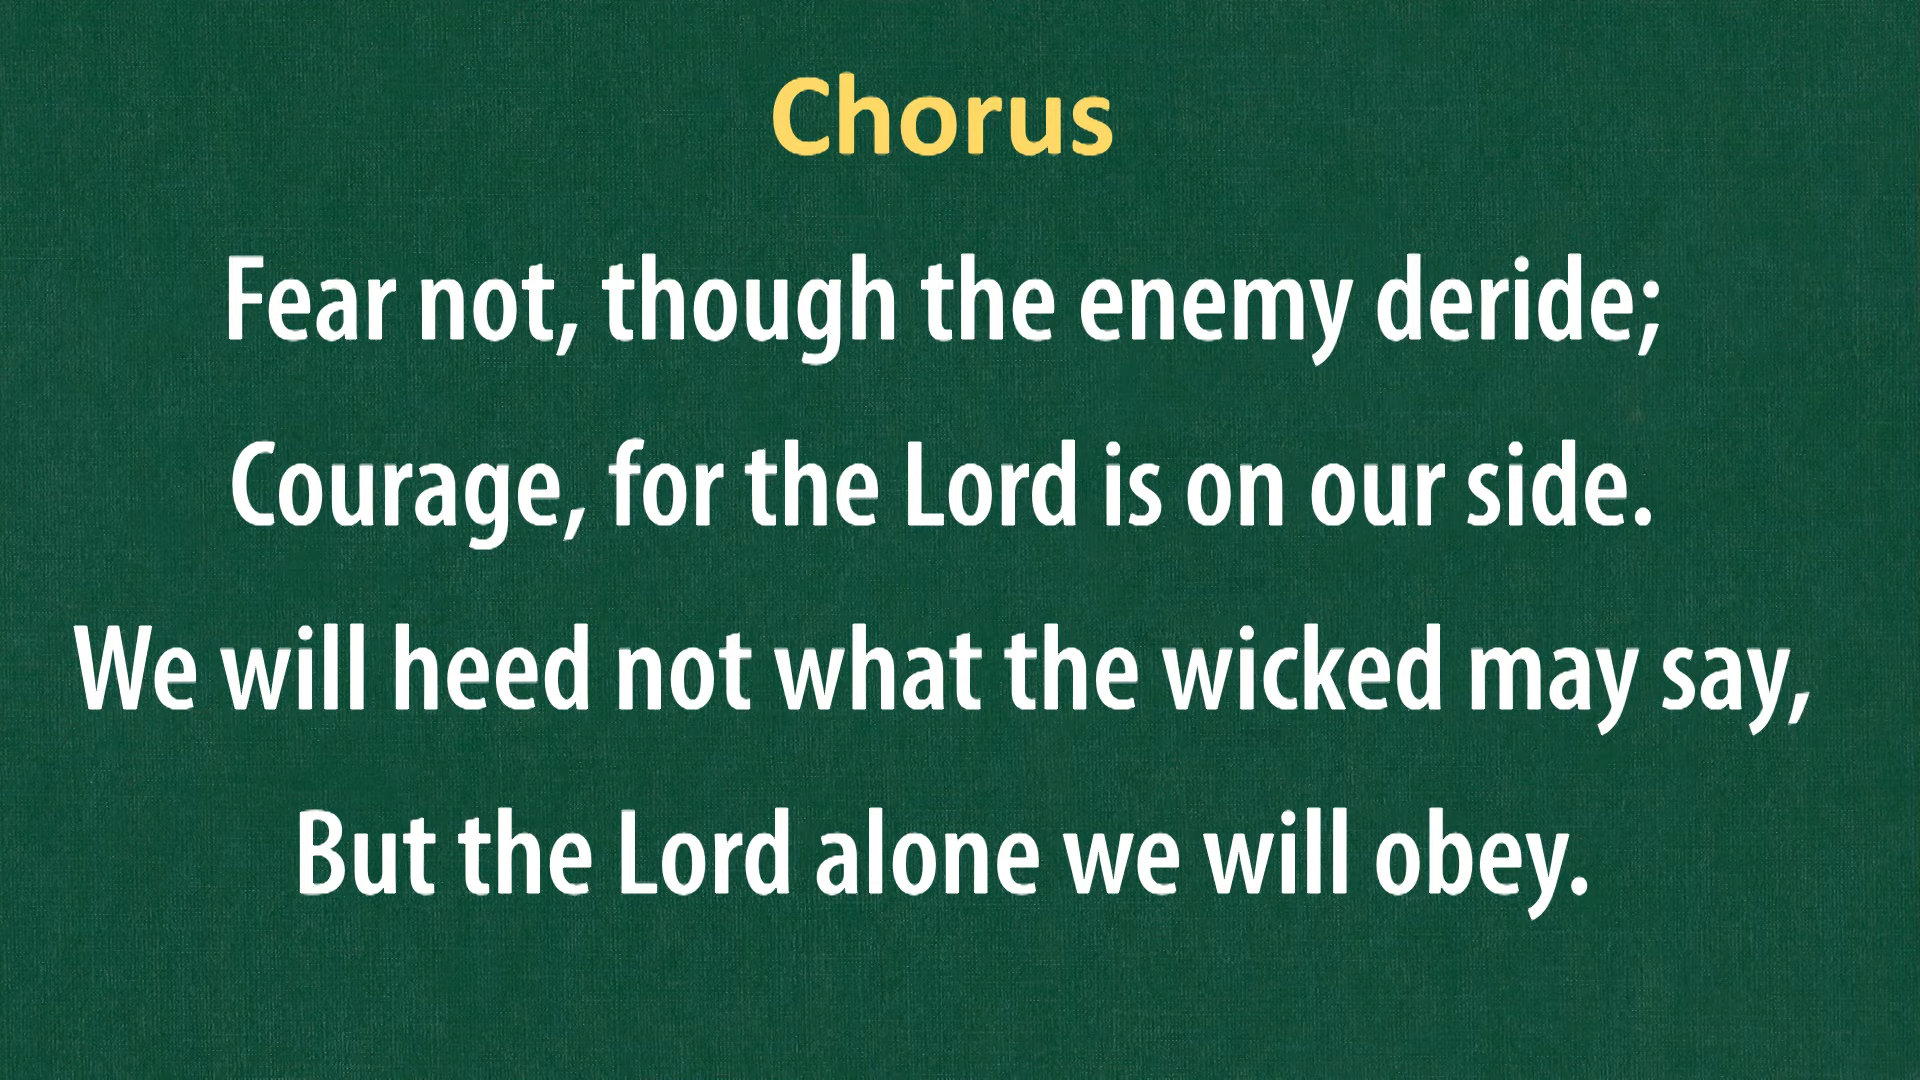 Chorus
Fear not, though the enemy deride;
Courage, for the Lord is on our side.
We will heed not what the wicked may say,
But the Lord alone we will obey.